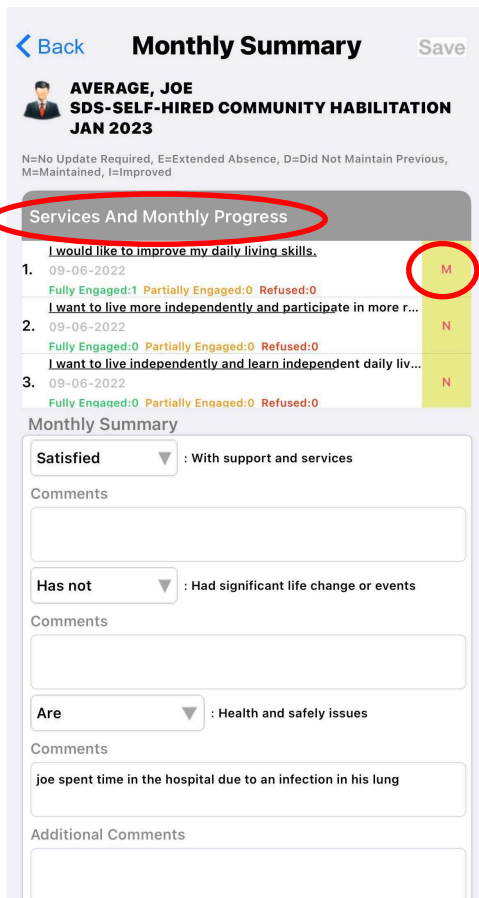 Back Monthly Summary Save
AVERAGE, JOE
SDS-SELF-HIRED COMMUNITY HABILITATION
JAN 2023
N=No Update Required, E=Extended Absence, D=Did Not Maintain Previous,
M=Maintained, I=Improved
Services And Monthly Progress
I would like to improve my daily living skills.
1. 09-06-2022 M
Fully Engaged:1 Partially Engaged:0 Refused:0
I want to live more independently and participate in more r...
2. 09-06-2022 N
Fully Engaged:0 Partially Engaged:0 Refused:0
I want to live independently and learn independent daily liv...
3. 09-06-2022 N
Fully Engaged:0 Partially Engaged:0 Refused:0
Monthly Summary
Satisfied : With support and services
Comments
Has not : Had significant life change or events
Comments
Are : Health and safely issues
Comments
joe spent time in the hospital due to an infection in his lung
Additional Comments